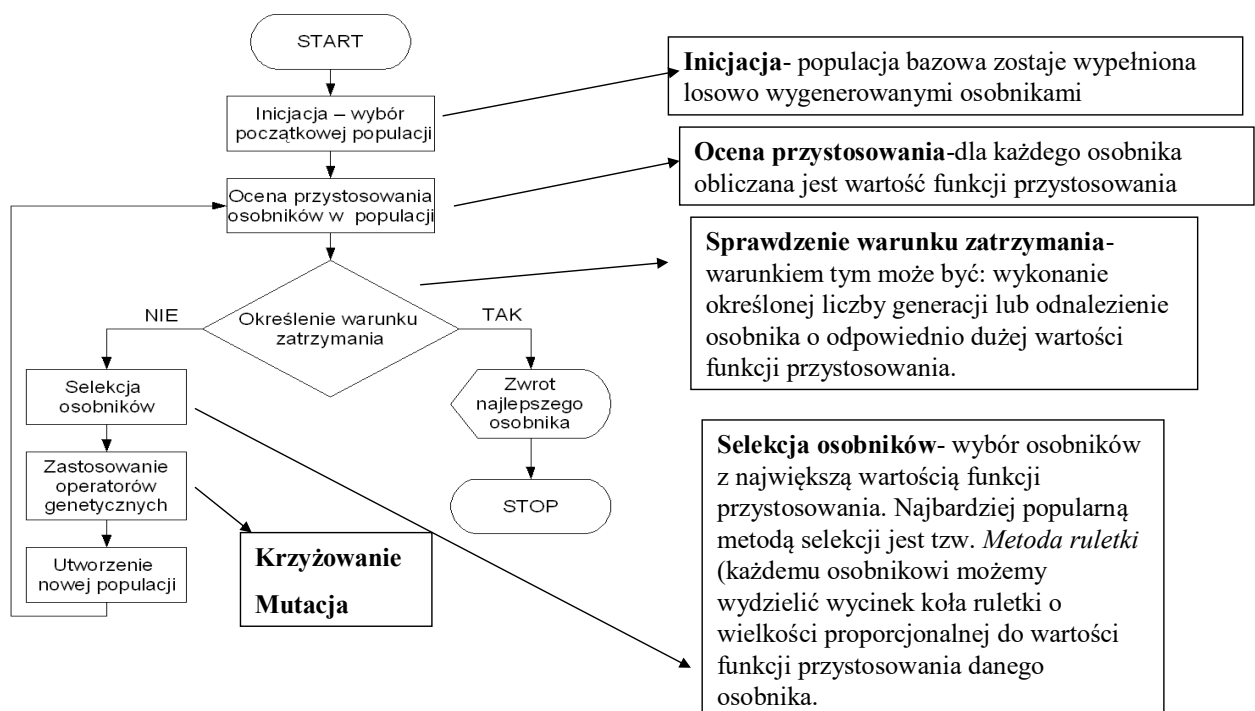 START
Inicjacja – wybór
początkowej populacji
Ocena przystosowania
osobników w populacji
Określenie warunku
zatrzymania
NIE
TAK
Selekcja
osobników
Zastosowanie
operatorów
genetycznych
Utworzenie
nowej populacji
Zwrot
najlepszego
osobnika
STOP
Krzyżowanie
Mutacja
Inicjacja- populacja bazowa zostaje wypełniona
losowo wygenerowanymi osobnikami
Ocena przystosowania-dla każdego osobnika
obliczana jest wartość funkcji przystosowania
Sprawdzenie warunku zatrzymania-
warunkiem tym może być: wykonanie
określonej liczby generacji lub odnalezienie
osobnika o odpowiednio dużej wartości
funkcji przystosowania.
Selekcja osobników- wybór osobników
z największą wartością funkcji
przystosowania. Najbardziej popularną
metodą selekcji jest tzw. Metoda ruletki
(każdemu osobnikowi możemy
wydzielić wycinek koła ruletki o
wielkości proporcjonalnej do wartości
funkcji przystosowania danego
osobnika.